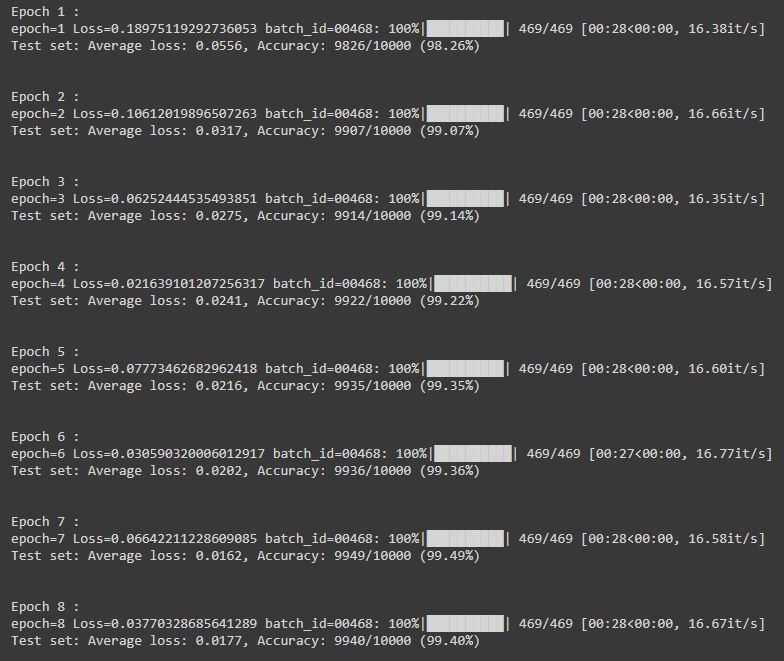 Epoch 1 :
epoch=1 Loss=0.18975119292736053 batch_id=00468: 100%|██████████| 469/469 [00:28<00:00, 16.38it/s]
Test set: Average loss: 0.0556, Accuracy: 9826/10000 (98.26%)
Epoch 2 :
epoch=2 Loss=0.10612019896507263 batch_id=00468: 100%|██████████| 469/469 [00:28<00:00, 16.66it/s]
Test set: Average loss: 0.0317, Accuracy: 9907/10000 (99.07%)
Epoch 3 :
epoch=3 Loss=0.06252444535493851 batch_id=00468: 100%|██████████| 469/469 [00:28<00:00, 16.35it/s]
Test set: Average loss: 0.0275, Accuracy: 9914/10000 (99.14%)
Epoch 4 :
epoch=4 Loss=0.021639101207256317 batch_id=00468: 100%|██████████| 469/469 [00:28<00:00, 16.57it/s]
Test set: Average loss: 0.0241, Accuracy: 9922/10000 (99.22%)
Epoch 5 :
epoch=5 Loss=0.07773462682962418 batch_id=00468: 100%|██████████| 469/469 [00:28<00:00, 16.60it/s]
Test set: Average loss: 0.0216, Accuracy: 9935/10000 (99.35%)
Epoch 6 :
epoch=6 Loss=0.030590320006012917 batch_id=00468: 100%|██████████| 469/469 [00:27<00:00, 16.77it/s]
Test set: Average loss: 0.0202, Accuracy: 9936/10000 (99.36%)
Epoch 7 :
epoch=7 Loss=0.06642211228609085 batch_id=00468: 100%|██████████| 469/469 [00:28<00:00, 16.58it/s]
Test set: Average loss: 0.0162, Accuracy: 9949/10000 (99.49%)
Epoch 8 :
epoch=8 Loss=0.03770328685641289 batch_id=00468: 100%|██████████| 469/469 [00:28<00:00, 16.67it/s]
Test set: Average loss: 0.0177, Accuracy: 9940/10000 (99.40%)